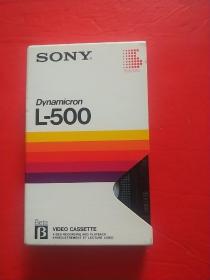 SONY
Dynamicron
L-500
Beta
B
VIDEO CASSETTE
VIDEO RECORDING AND PLAYBACK
ENREGISTREMENT ET LECTURE VIDEO